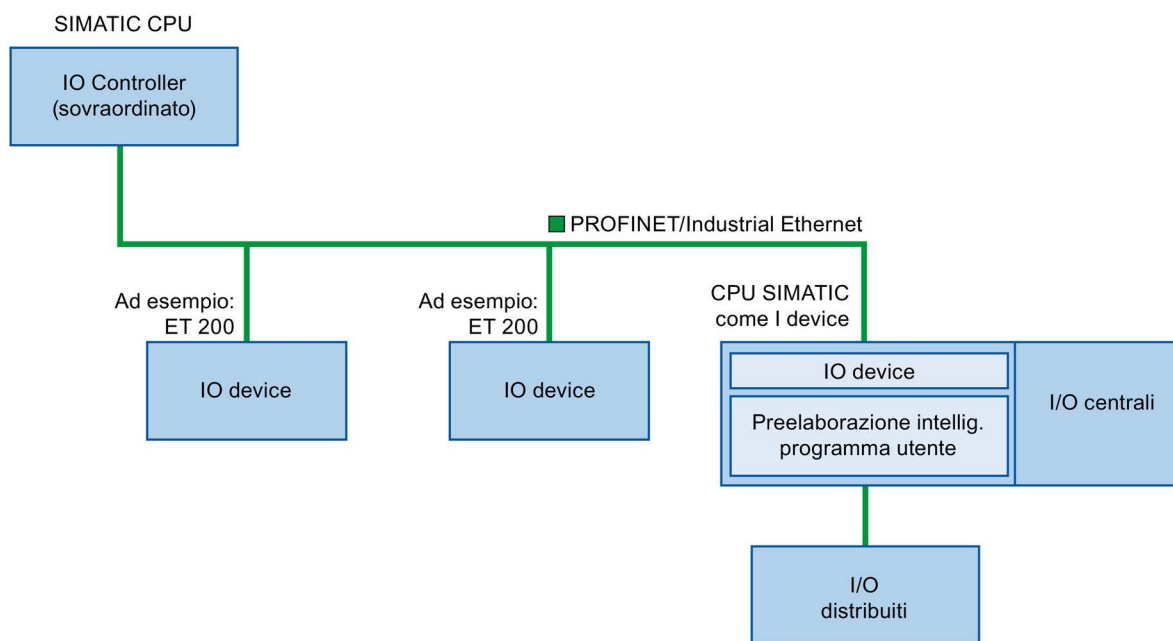 SIMATIC CPU
IO Controller
(sovraordinato)
PROFINET/Industrial Ethernet
Ad esempio:
ET 200
IO device
Ad esempio:
ET 200
IO device
CPU SIMATIC
come I device
IO device
Preelaborazione intellig.
programma utente
I/O centrali
I/O
distribuiti